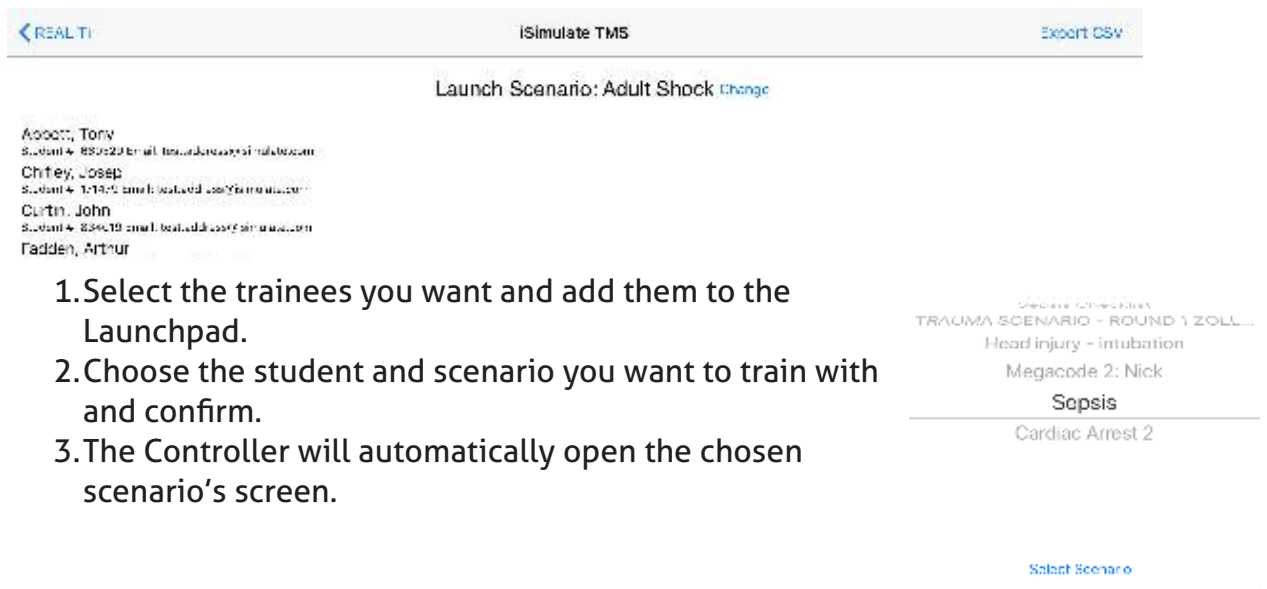 REALTi
iSimulate TMS
Export CSV
Launch Scenario: Adult Shock Change
Abbott, Tony
Chifley, Josep
Curtin, John
Fadden, Arthur
1. Select the trainees you want and add them to the
Launchpad.
2. Choose the student and scenario you want to train with
and confirm.
3. The Controller will automatically open the chosen
scenario's screen.
TRAUMA SCENARIO - ROUND 1 ZOLL...
Head injury - intubation
Megacode 2: Nick
Sepsis
Cardiac Arrest 2
Select Scenario